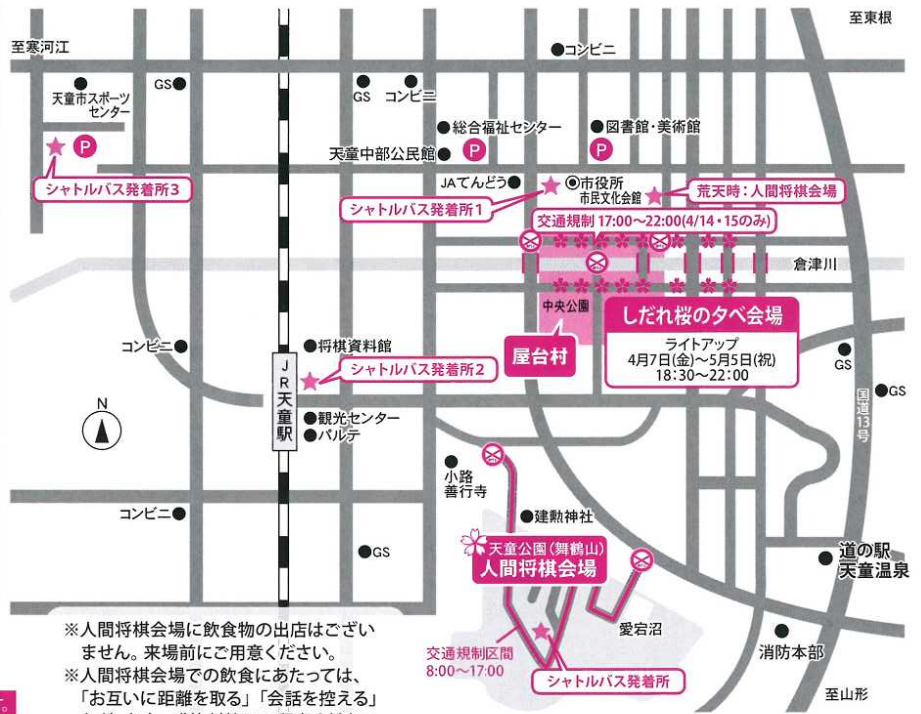 至東根
至寒河江
コンビニ
天童市スポーツ
センター
GS
GS
コンビニ
総合福祉センター
図書館・美術館
P
天童中部公民館
P
P
シャトルバス発着所3
JAてんどう
市役所
市民文化会館
荒天時：人間将棋会場
シャトルバス発着所1
交通規制 17:00～22:00(4/14・15のみ)
倉津川
中央公園
しだれ桜の夕べ会場
ライトアップ
4月7日(金)～5月5日(祝)
18:30～22:00
屋台村
コンビニ
将棋資料館
シャトルバス発着所2
GS
GS
JR天童駅
国道13号
N
観光センター
パルテ
小路
善行寺
コンビニ
建勲神社
GS
天童公園(舞鶴山)
人間将棋会場
道の駅
天童温泉
愛宕沼
消防本部
交通規制区間
8:00～17:00
シャトルバス発着所
至山形
※人間将棋会場に飲食物の出店はござい
ません。来場前にご用意ください。
※人間将棋会場での飲食にあたっては、
「お互いに距離を取る」「会話を控える」
す。